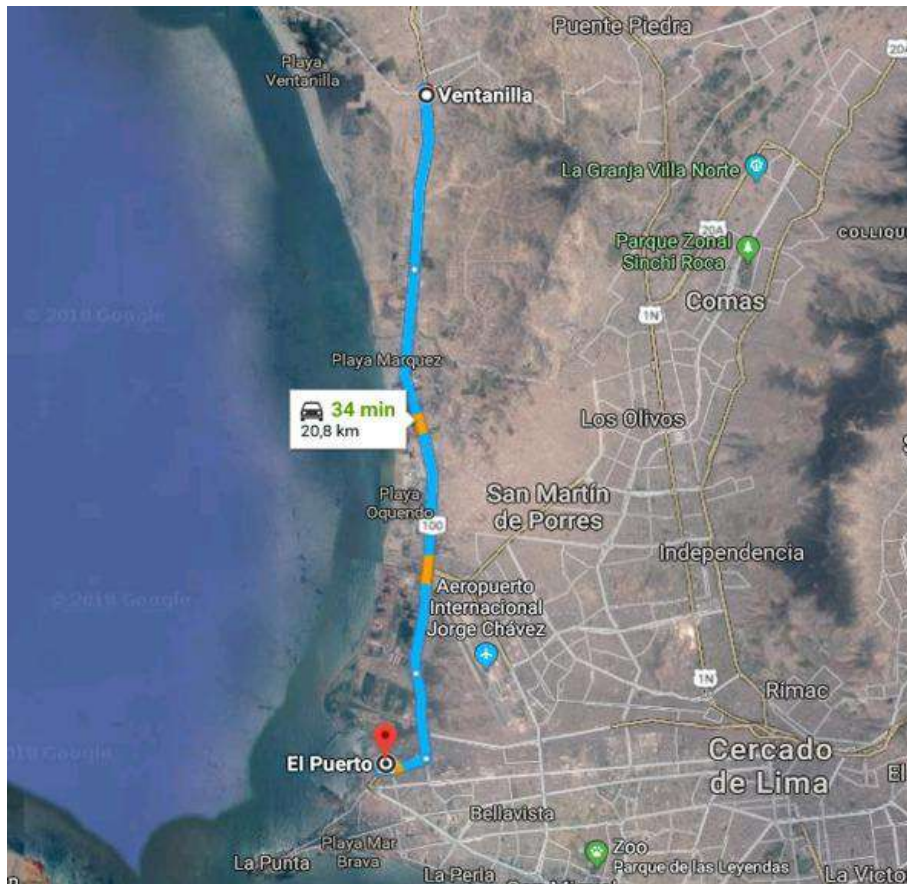 Puente Piedra
20A
Playa
Ventanilla
Ventanilla
La Granja Villa Norte
20A
Parque Zonal
Sinchi Roca
COLLIQUE
Comas
1N
© 2018 Google
Playa Marquez
34 min
20,8 km
Los Olivos
Playa
Oquendo
San Martín
de Porres
100
Independencia
Aeropuerto
Internacional
Jorge Chávez
© 2018 Google
1N
Rímac
El Puerto
Cercado
de Lima
El
2018 Google
Bellavista
Playa Mar
Brava
Zoo
Parque de las Leyendas
La Punta
La Perla
La Victo